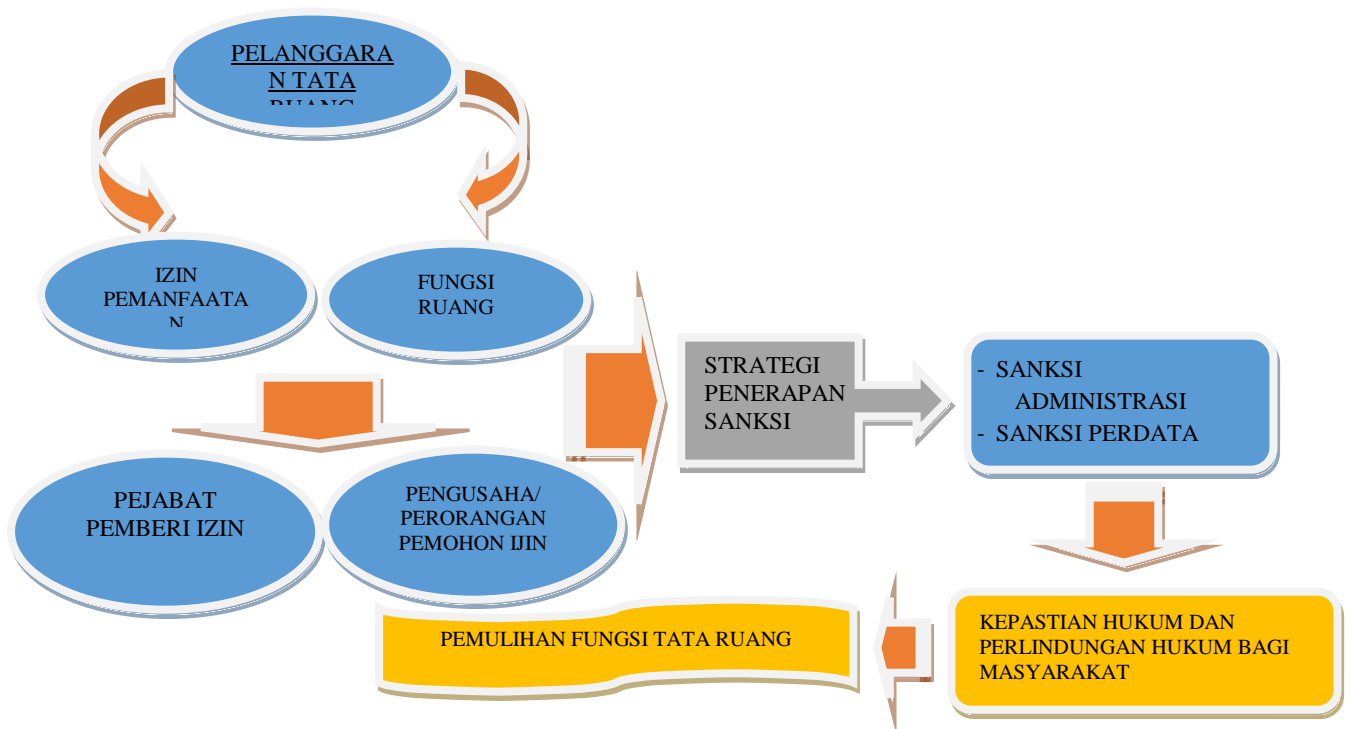 PELANGGARA
N TATA
RUANG
IZIN
PEMANFAATA
N
FUNGSI
RUANG
PEJABAT
PEMBERI IZIN
PENGUSAHA/
PERORANGAN
PEMOHON IJIN
STRATEGI
PENERAPAN
SANKSI
- SANKSI
ADMINISTRASI
- SANKSI PERDATA
KEPASTIAN HUKUM DAN
PERLINDUNGAN HUKUM BAGI
MASYARAKAT
PEMULIHAN FUNGSI TATA RUANG